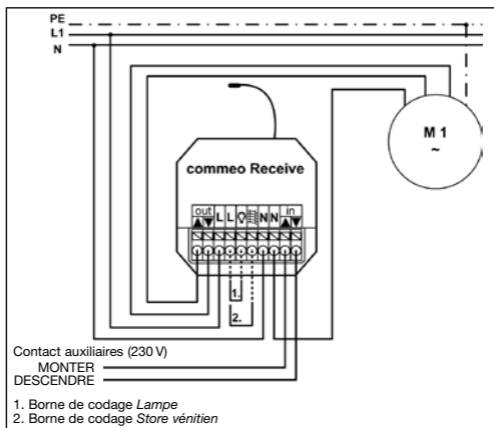 PE
L1
N
M 1
~
commeo Receive
out L L N N in
1.
2.
Contact auxiliaires (230 V)
MONTER
DESCENDRE
1. Borne de codage Lampe
2. Borne de codage Store vénitien